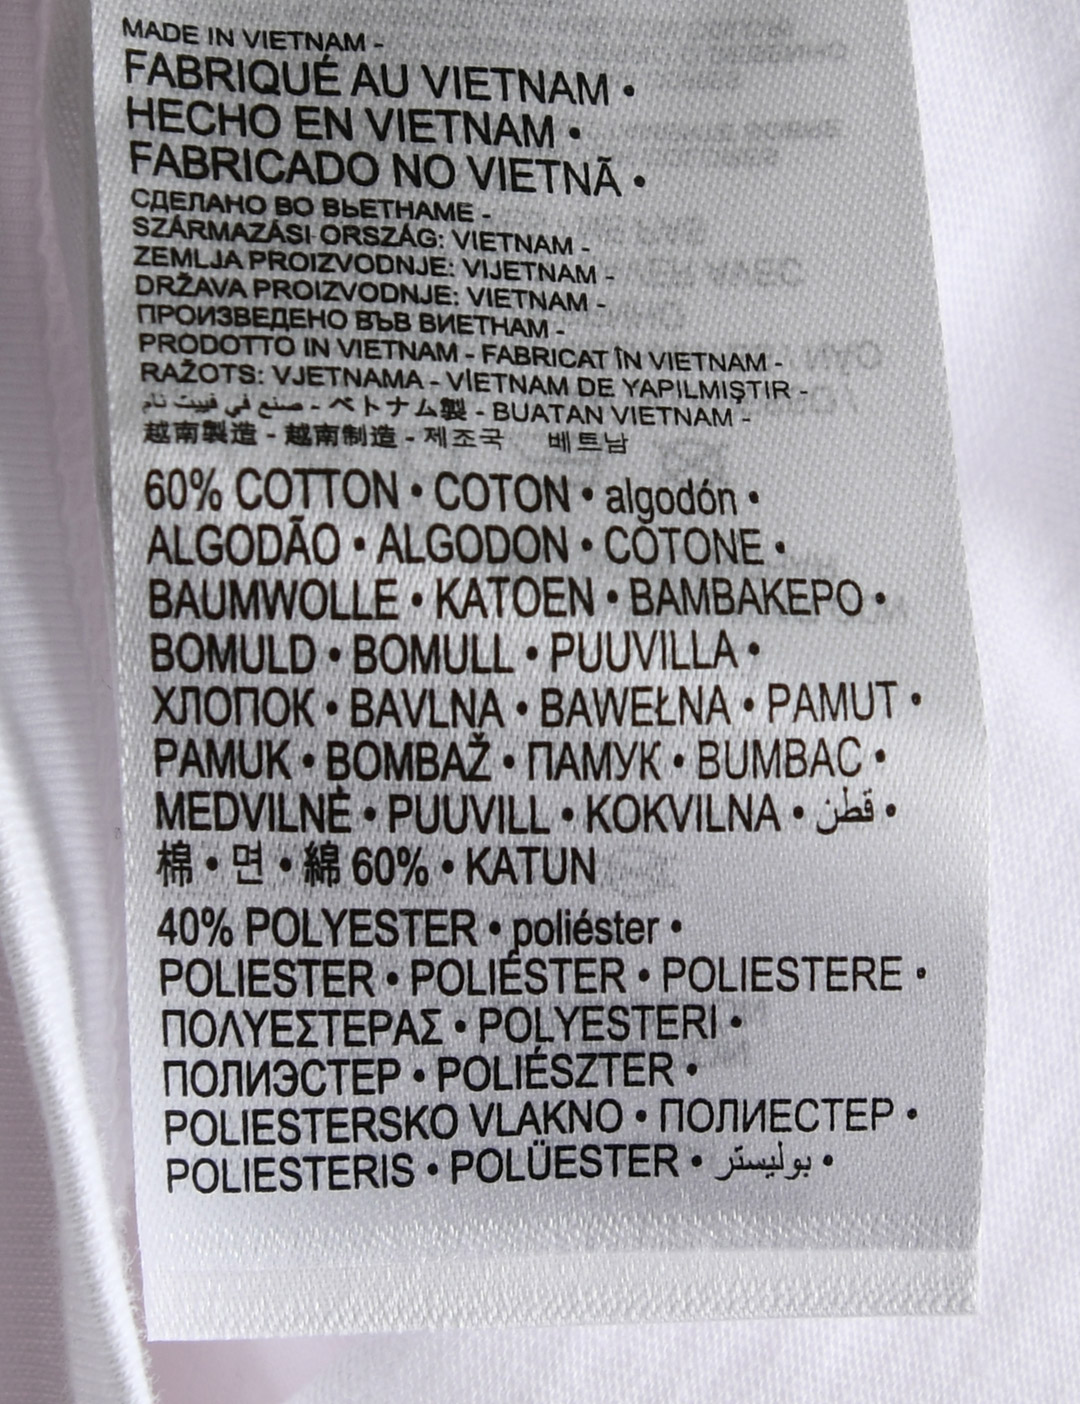 MADE IN VIETNAM -
FABRIQUÉ AU VIETNAM •
HECHO EN VIETNAM •
FABRICADO NO VIETNÃ •
СДЕЛАНО ВО ВЬЕТНАМЕ -
SZÁRMAZÁSI ORSZÁG: VIETNAM -
ZEMLJA PROIZVODNJE: VIJETNAM -
DRŽAVA PROIZVODNJE: VIETNAM -
ПРОИЗВЕДЕНО ВЪВ ВИЕТНАМ -
PRODOTTO IN VIETNAM - FABRICAT ÎN VIETNAM -
RAŽOTS: VJETNAMA - VİETNAM DE YAPILMIŞTIR -
صنع في فييت نام - ベトナム製 - BUATAN VIETNAM -
越南製造 - 越南制造 - 제조국 베트남
60% COTTON • COTON • algodón •
ALGODÃO • ALGODON • COTONE •
BAUMWOLLE • KATOEN • ΒΑΜΒΑΚΕΡΟ •
BOMULD • BOMULL • PUUVILLA •
ХЛОПОК • BAVLNA • BAWEŁNA • PAMUT •
PAMUK • BOMBAŽ • ПАМУК • BUMBAC •
MEDVILNĖ • PUUVILL • KOKVILNA • قطن •
棉 • 면 • 綿 60% • KATUN
40% POLYESTER • poliéster •
POLIESTER • POLIÉSTER • POLIESTERE •
ΠΟΛΥΕΣΤΕΡΑΣ • POLYESTERI •
ПОЛИЭСТЕР • POLIÉSZTER •
POLIESTERSKO VLAKNO • ПОЛИЕСТЕР •
POLIESTERIS • POLÜESTER • بوليستر •